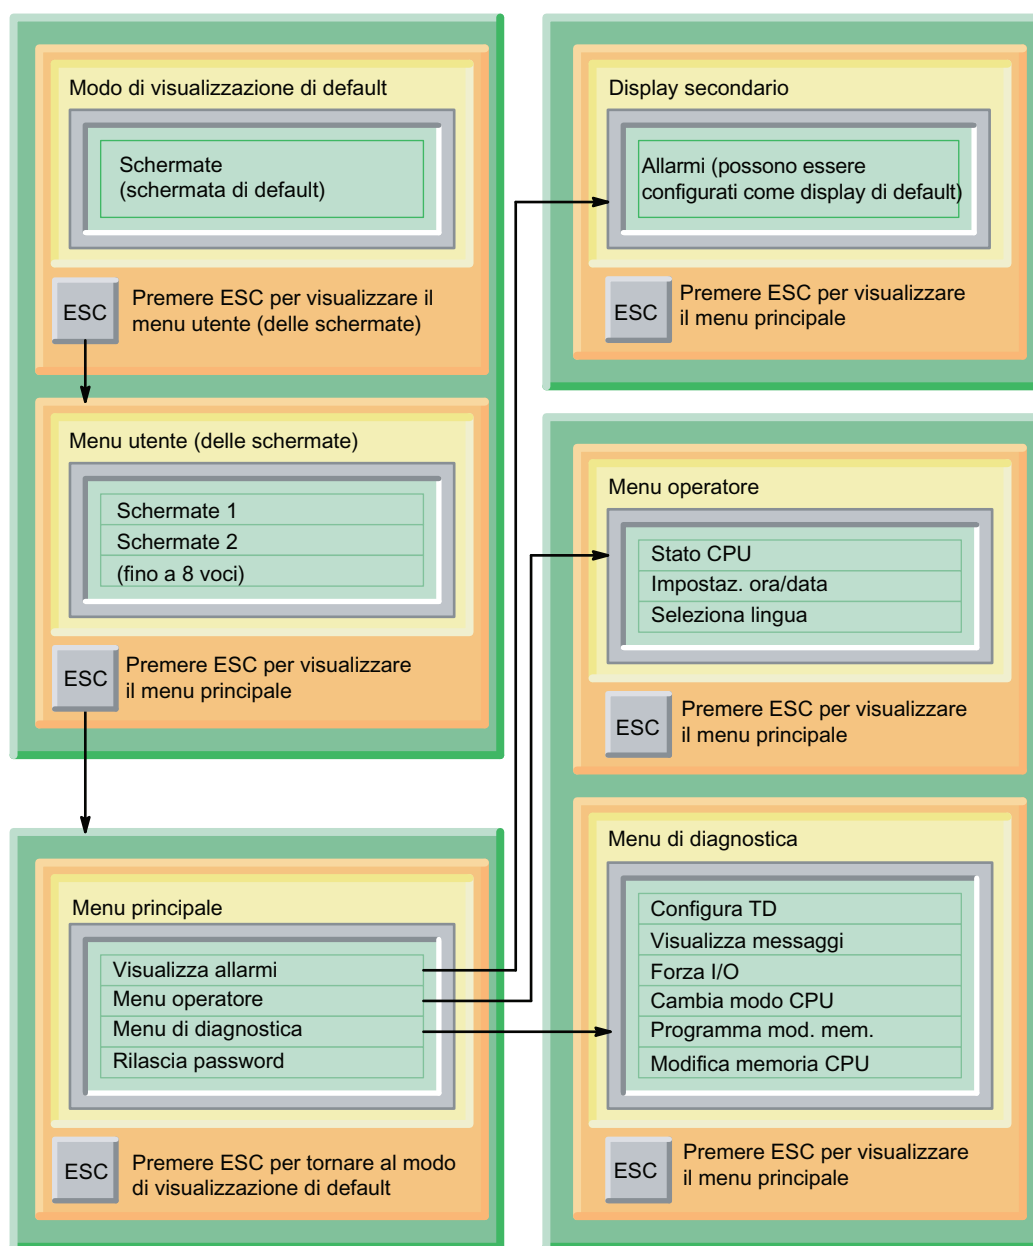 Modo di visualizzazione di default
Schermate
(schermata di default)
ESC
Premere ESC per visualizzare il
menu utente (delle schermate)
Menu utente (delle schermate)
Schermate 1
Schermate 2
(fino a 8 voci)
ESC
Premere ESC per visualizzare
il menu principale
Menu principale
Visualizza allarmi
Menu operatore
Menu di diagnostica
Rilascia password
ESC
Premere ESC per tornare al modo
di visualizzazione di default
Display secondario
Allarmi (possono essere
configurati come display di default)
ESC
Premere ESC per visualizzare
il menu principale
Menu operatore
Stato CPU
Impostaz. ora/data
Seleziona lingua
ESC
Premere ESC per visualizzare
il menu principale
Menu di diagnostica
Configura TD
Visualizza messaggi
Forza I/O
Cambia modo CPU
Programma mod. mem.
Modifica memoria CPU
ESC
Premere ESC per visualizzare
il menu principale